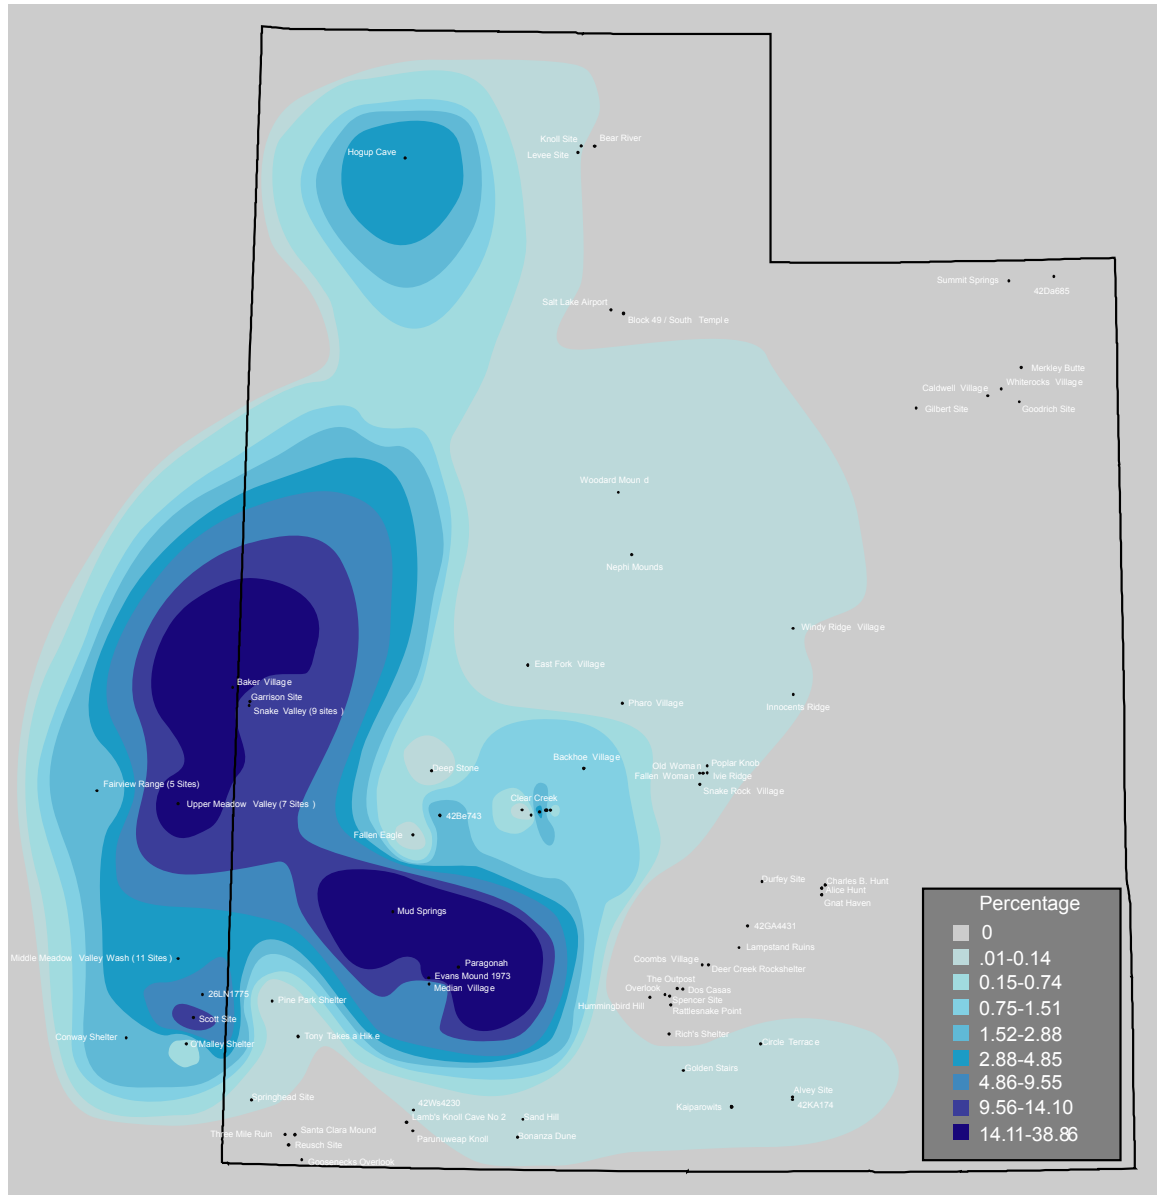 Knoll Site
Bear River
Hogup Cave
Levee Site
Summit Springs
42Da685
Salt Lake Airport
Block 49 / South Temple
Merkley Butte
Caldwell Village
Whiterocks Village
Gilbert Site
Goodrich Site
Woodard Mound
Nephi Mounds
Windy Ridge Village
East Fork Village
Baker Village
Garrison Site
Snake Valley (9 sites )
Pharo Village
Innocents Ridge
Backhoe Village
Deep Stone
Old Woman
Poplar Knob
Fallen Woman
Ivie Ridge
Snake Rock Village
Fairview Range (5 Sites)
Upper Meadow Valley (7 Sites )
Clear Creek
42Be743
Fallen Eagle
Durfey Site
Charles B. Hunt
Alice Hunt
Gnat Haven
Mud Springs
42GA4431
Lampstand Ruins
Middle Meadow Valley Wash (11 Sites )
Paragonah
Coombs Village
Deer Creek Rockshelter
Evans Mound 1973
Median Village
The Outpost
Overlook
Dos Casas
26LN1775
Pine Park Shelter
Hummingbird Hill
Spencer Site
Rattlesnake Point
Scott Site
Conway Shelter
O'Malley Shelter
Tony Takes a Hike
Rich's Shelter
Circle Terrace
Golden Stairs
Springhead Site
42Ws4230
Alvey Site
42KA174
Kaiparowits
Lamb's Knoll Cave No 2
Sand Hill
Three Mile Ruin
Santa Clara Mound
Parunuweap Knoll
Bonanza Dune
Reusch Site
Goosenecks Overlook
Percentage
0
.01-0.14
0.15-0.74
0.75-1.51
1.52-2.88
2.88-4.85
4.86-9.55
9.56-14.10
14.11-38.86